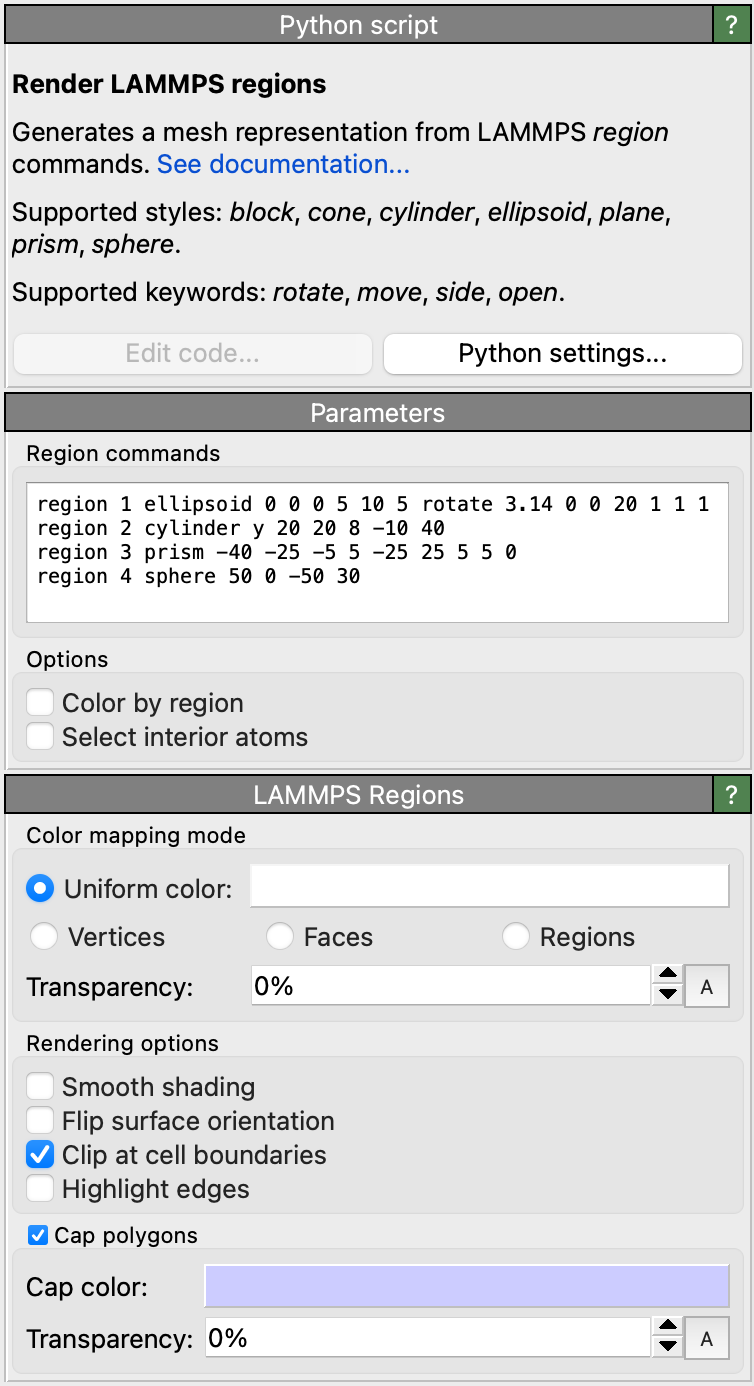 Python script ?
Render LAMMPS regions
Generates a mesh representation from LAMMPS region
commands. See documentation...
Supported styles: block, cone, cylinder, ellipsoid, plane,
prism, sphere.
Supported keywords: rotate, move, side, open.
Edit code... Python settings...
Parameters
Region commands
region 1 ellipsoid 0 0 0 5 10 5 rotate 3.14 0 0 20 1 1 1
region 2 cylinder y 20 20 8 -10 40
region 3 prism -40 -25 -5 5 -25 25 5 5 0
region 4 sphere 50 0 -50 30
Options
Color by region
Select interior atoms
LAMMPS Regions ?
Color mapping mode
Uniform color:
Vertices Faces Regions
Transparency: 0% A
Rendering options
Smooth shading
Flip surface orientation
Clip at cell boundaries
Highlight edges
Cap polygons
Cap color:
Transparency: 0% A